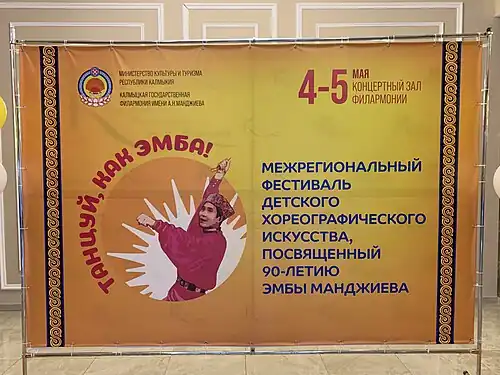 МИНИСТЕРСТВО КУЛЬТУРЫ И ТУРИЗМА
РЕСПУБЛИКИ КАЛМЫКИЯ
КАЛМЫЦКАЯ ГОСУДАРСТВЕННАЯ
ФИЛАРМОНИЯ ИМЕНИ А.Н.МАНДЖИЕВА
4-5 МАЯ
КОНЦЕРТНЫЙ ЗАЛ
ФИЛАРМОНИИ
ТАНЦУЙ, КАК ЭМБА!
МЕЖРЕГИОНАЛЬНЫЙ
ФЕСТИВАЛЬ
ДЕТСКОГО
ХОРЕОГРАФИЧЕСКОГО
ИСКУССТВА,
ПОСВЯЩЕННЫЙ
90-ЛЕТИЮ
ЭМБЫ МАНДЖИЕВА